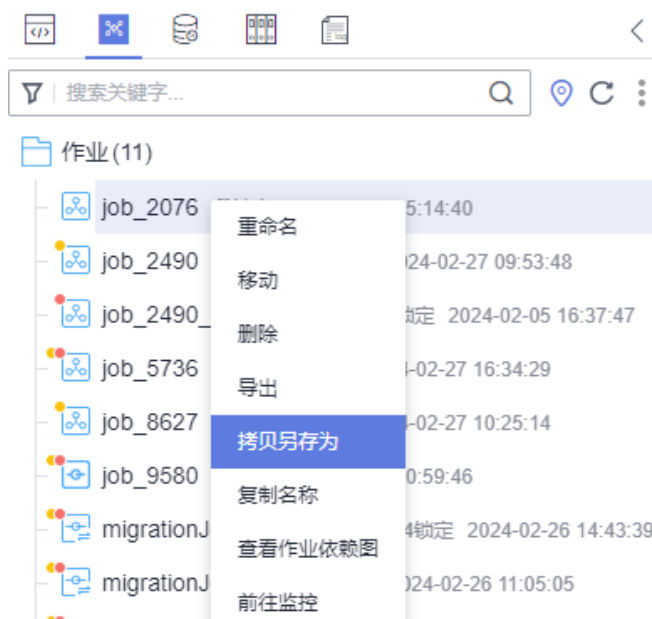 搜索关键字...
作业 (11)
job_2076 5:14:40
job_2490 24-02-27 09:53:48
job_2490_ 锁定 2024-02-05 16:37:47
job_5736 -02-27 16:34:29
job_8627 -02-27 10:25:14
job_9580 0:59:46
migrationJ 4锁定 2024-02-26 14:43:39
migrationJ 024-02-26 11:05:05
重命名
移动
删除
导出
拷贝另存为
复制名称
查看作业依赖图
前往监控